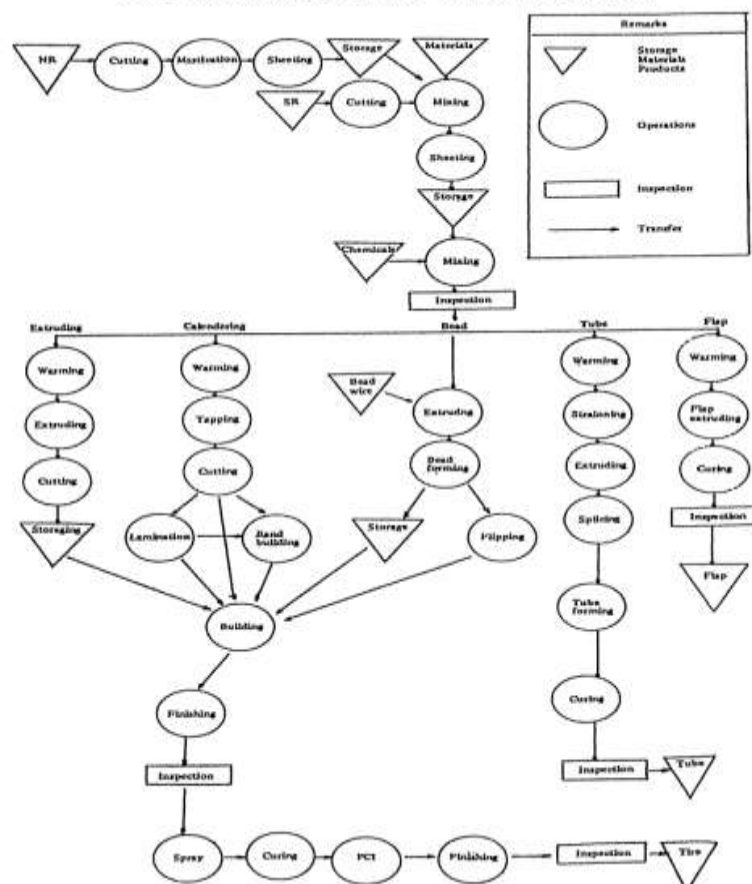 Remarks
Storage
Materials
Products
Operations
Inspection
Transfer
NR
Cutting
Mastication
Sheeting
Storage
Materials
SR
Cutting
Mixing
Sheeting
Storage
Chemicals
Mixing
Inspection
Extruding
Calendering
Bead
Tube
Flap
Warming
Extruding
Cutting
Storaging
Warming
Tapping
Cutting
Lamination
Band
building
Bead
wire
Extruding
Bead
forming
Storage
Flipping
Building
Finishing
Inspection
Spray
Curing
PCI
Finishing
Inspection
Tire
Warming
Straioning
Extruding
Splicing
Tube
forming
Curing
Inspection
Tube
Warming
Flap
extruding
Curing
Inspection
Flap